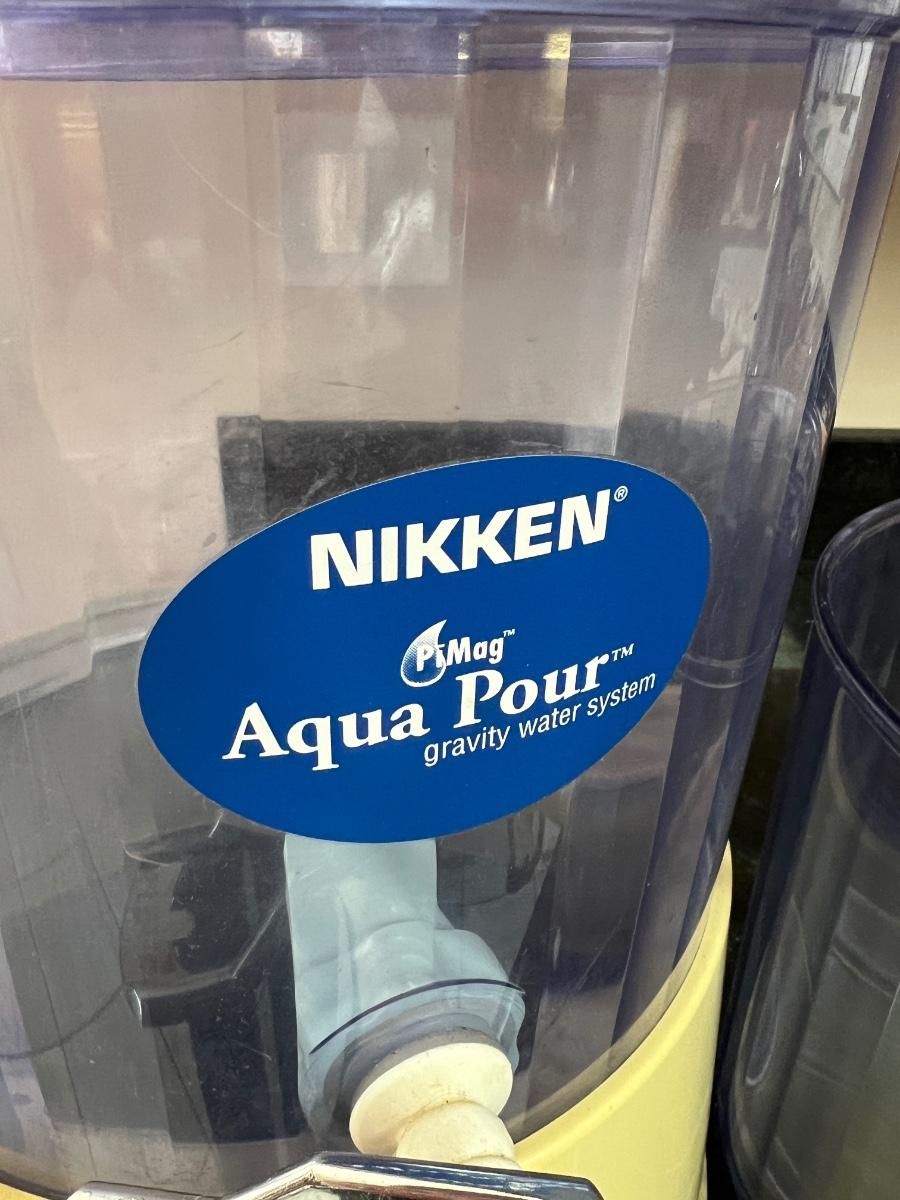 NIKKEN®
PiMag™
Aqua Pour™
gravity water system